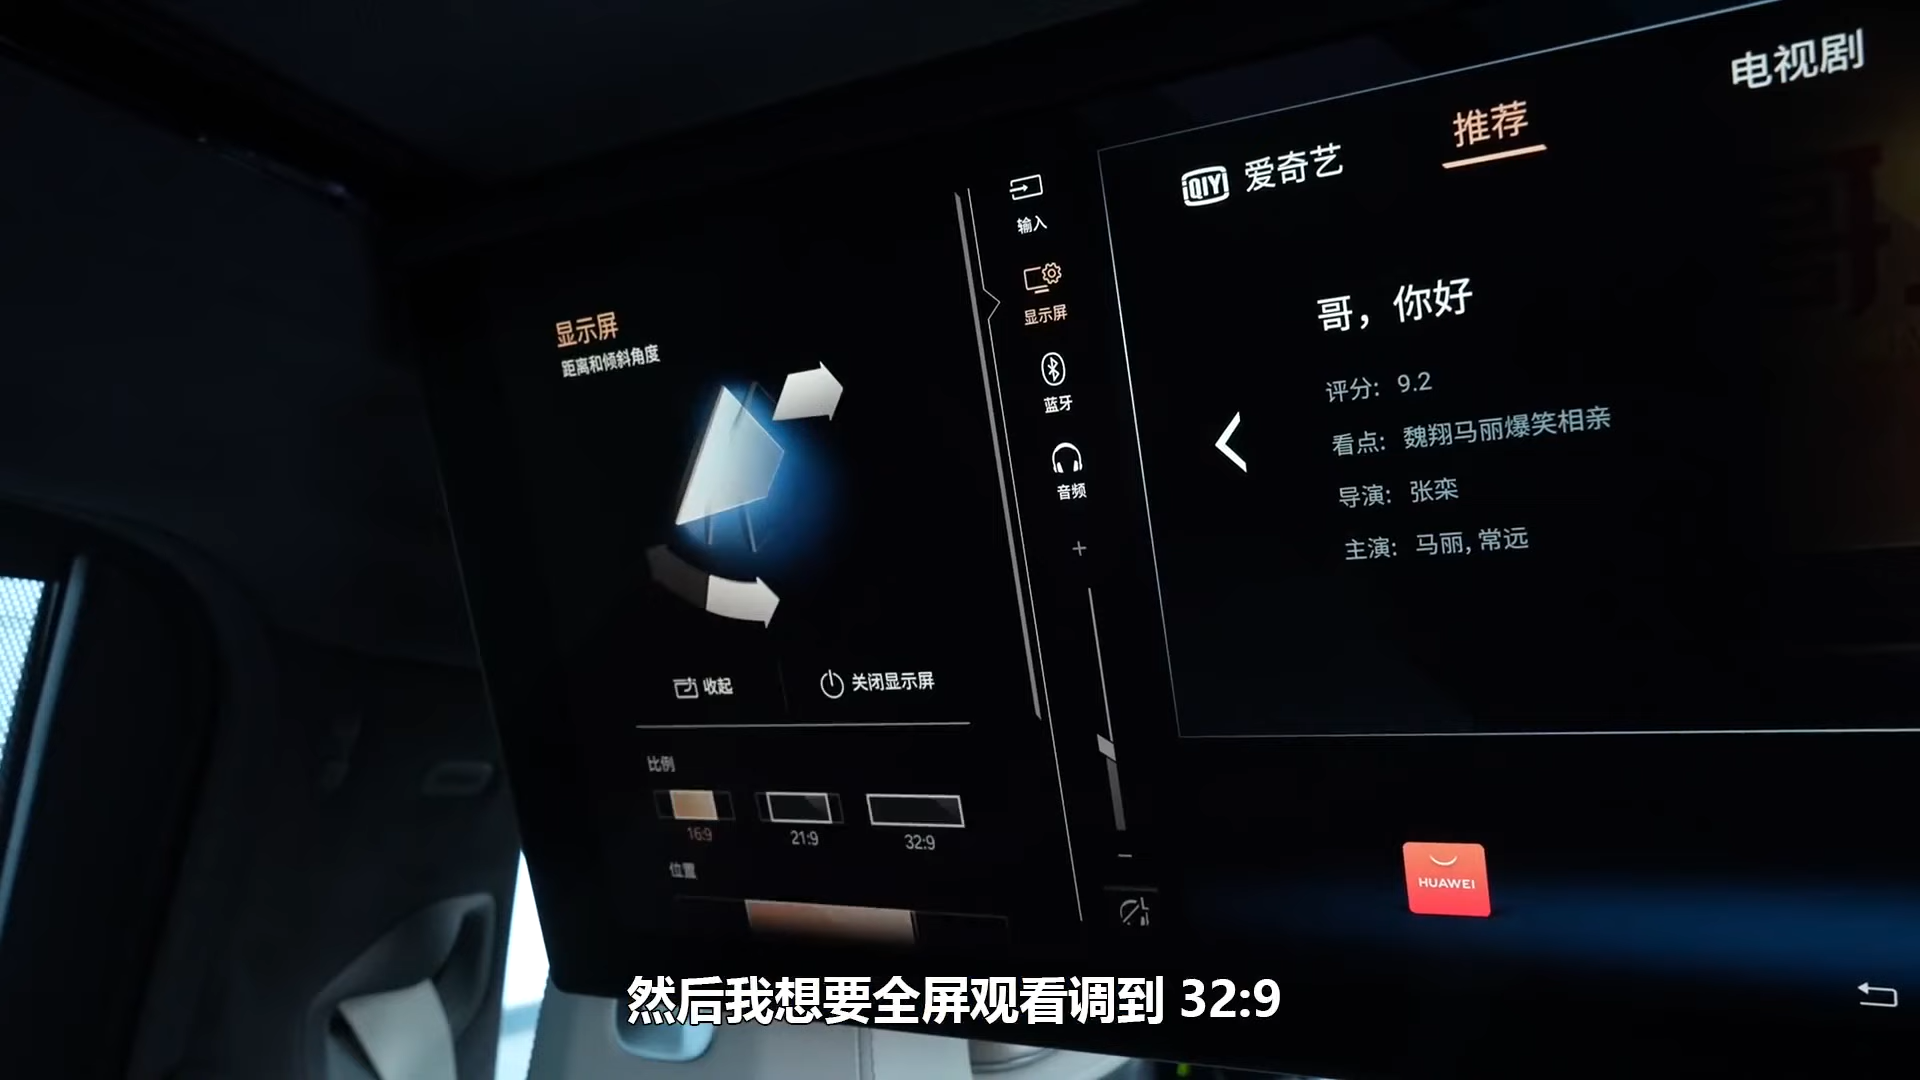 显示屏
距离和倾斜角度
收起
关闭显示屏
比例
16:9
21:9
32:9
位置
输入
显示屏
蓝牙
音频
iQIYI 爱奇艺
推荐
电视剧
哥，你好
评分: 9.2
看点: 魏翔马丽爆笑相亲
导演: 张栾
主演: 马丽, 常远
HUAWEI
然后我想要全屏观看调到 32:9